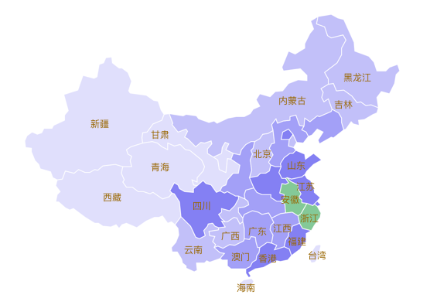 黑龙江
内蒙古
吉林
新疆
甘肃
北京
青海
山东
西藏
四川
江苏
安徽
浙江
云南
广西
广东
江西
福建
澳门
香港
台湾
海南